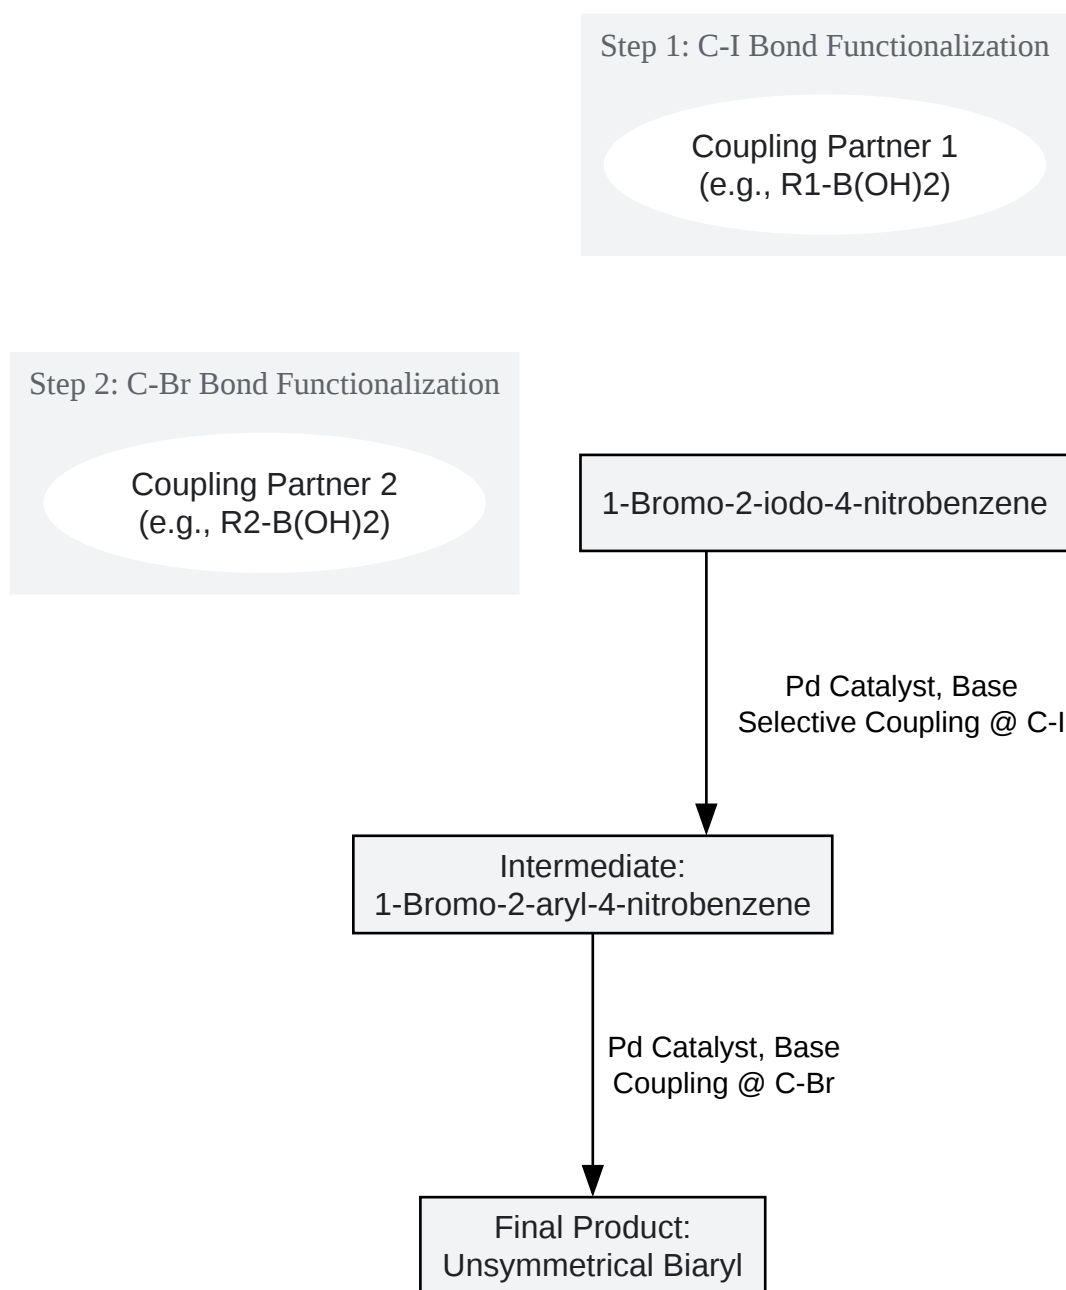 Step 1: C-I Bond Functionalization
Coupling Partner 1
(e.g., R1-B(OH)2)
Step 2: C-Br Bond Functionalization
Coupling Partner 2
(e.g., R2-B(OH)2)
1-Bromo-2-iodo-4-nitrobenzene
Pd Catalyst, Base
Selective Coupling @ C-I
Intermediate:
1-Bromo-2-aryl-4-nitrobenzene
Pd Catalyst, Base
Coupling @ C-Br
Final Product:
Unsymmetrical Biaryl